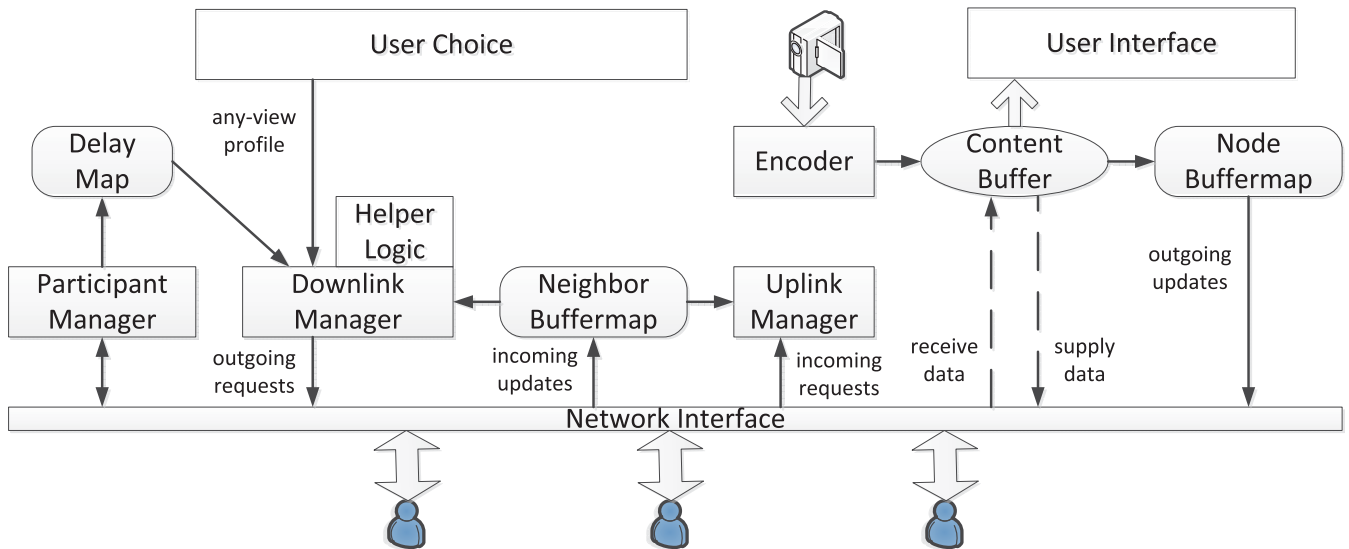 User Choice
User Interface
any-view
profile
Delay
Map
Encoder
Content
Buffer
Node
Buffermap
Helper
Logic
Participant
Manager
Downlink
Manager
Neighbor
Buffermap
Uplink
Manager
outgoing
updates
outgoing
requests
incoming
updates
incoming
requests
receive
data
supply
data
Network Interface